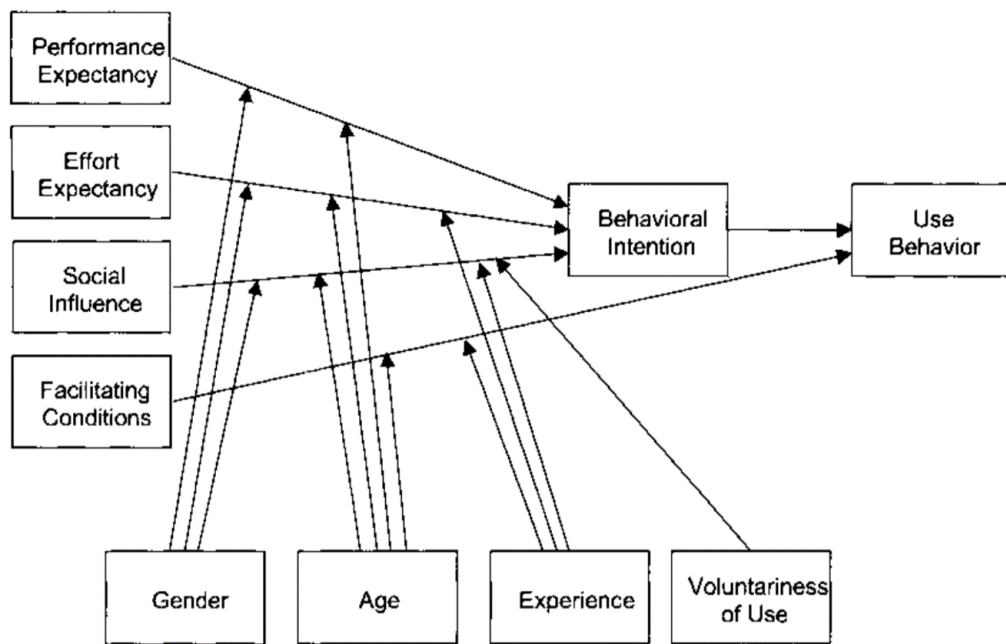 Performance
Expectancy
Effort
Expectancy
Social
Influence
Facilitating
Conditions
Behavioral
Intention
Use
Behavior
Gender
Age
Experience
Voluntariness
of Use